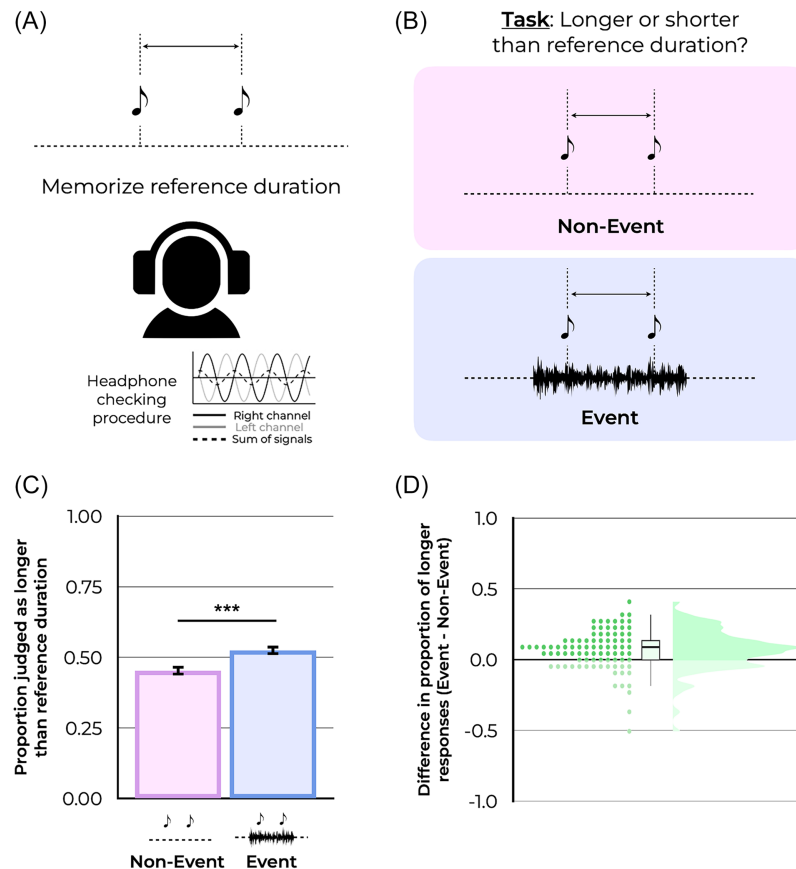 (A)
Memorize reference duration
Headphone
checking
procedure
Right channel
Left channel
Sum of signals
(B)
Task: Longer or shorter
than reference duration?
Non-Event
Event
(C)
Proportion judged as longer
than reference duration
1.00
0.75
0.50
0.25
0.00
***
Non-Event
Event
(D)
Difference in proportion of longer
responses (Event - Non-Event)
1.0
0.5
0.0
-0.5
-1.0